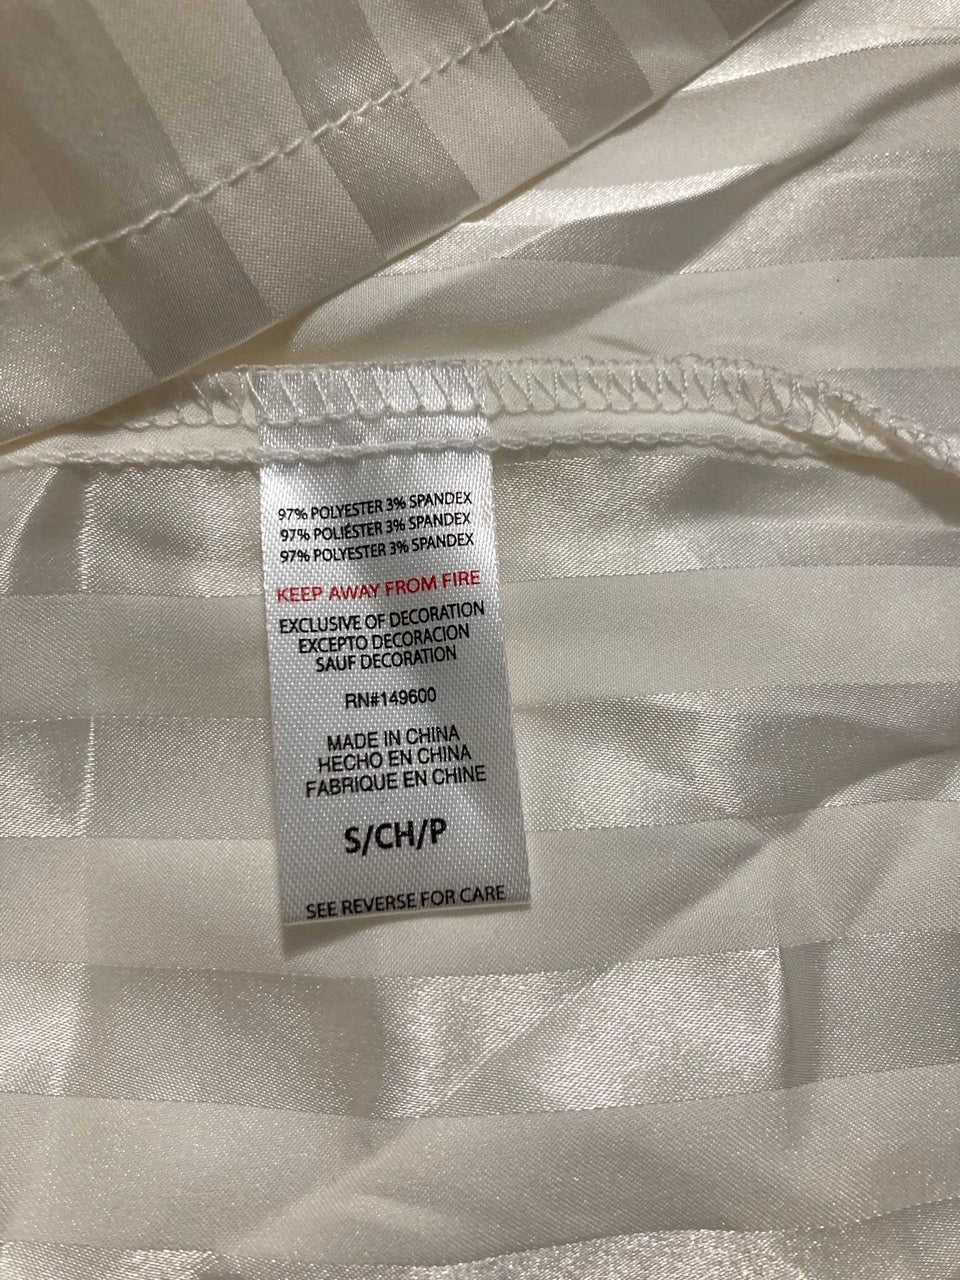 97% POLYESTER 3% SPANDEX
97% POLIÉSTER 3% SPANDEX
97% POLYESTER 3% SPANDEX
KEEP AWAY FROM FIRE
EXCLUSIVE OF DECORATION
EXCEPTO DECORACION
SAUF DECORATION
RN#149600
MADE IN CHINA
HECHO EN CHINA
FABRIQUE EN CHINE
S/CH/P
SEE REVERSE FOR CARE